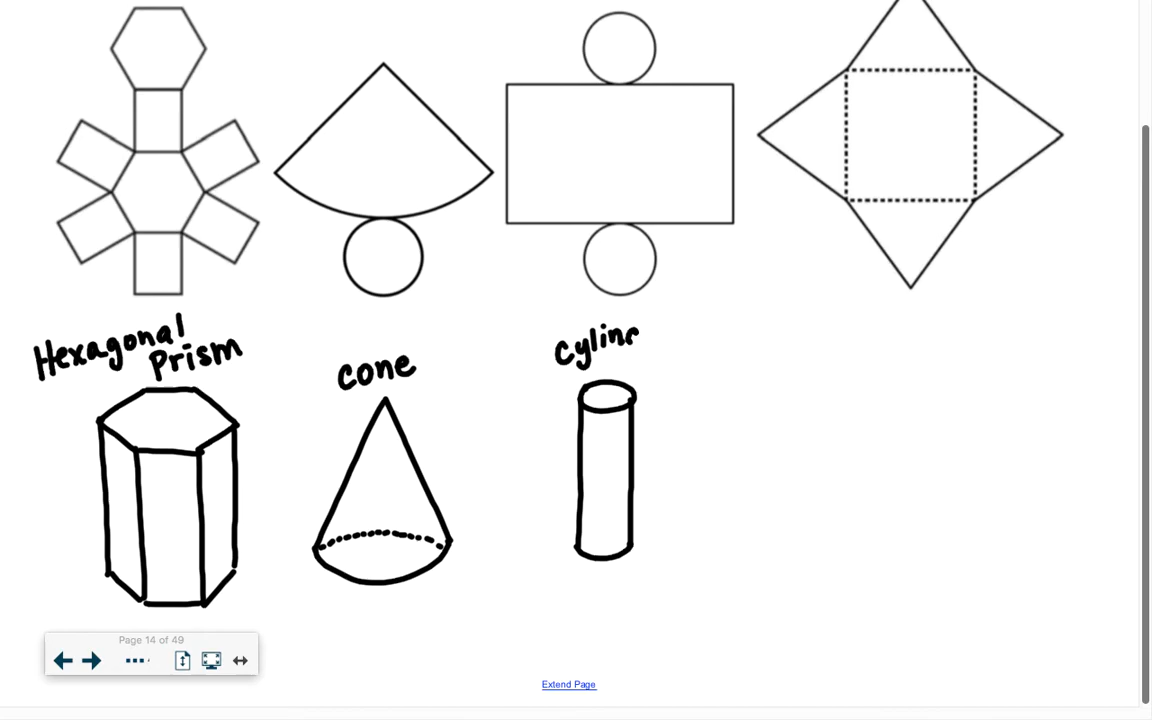 Hexagonal
Prism
cone
Cylinr
Page 14 of 49
Extend Page